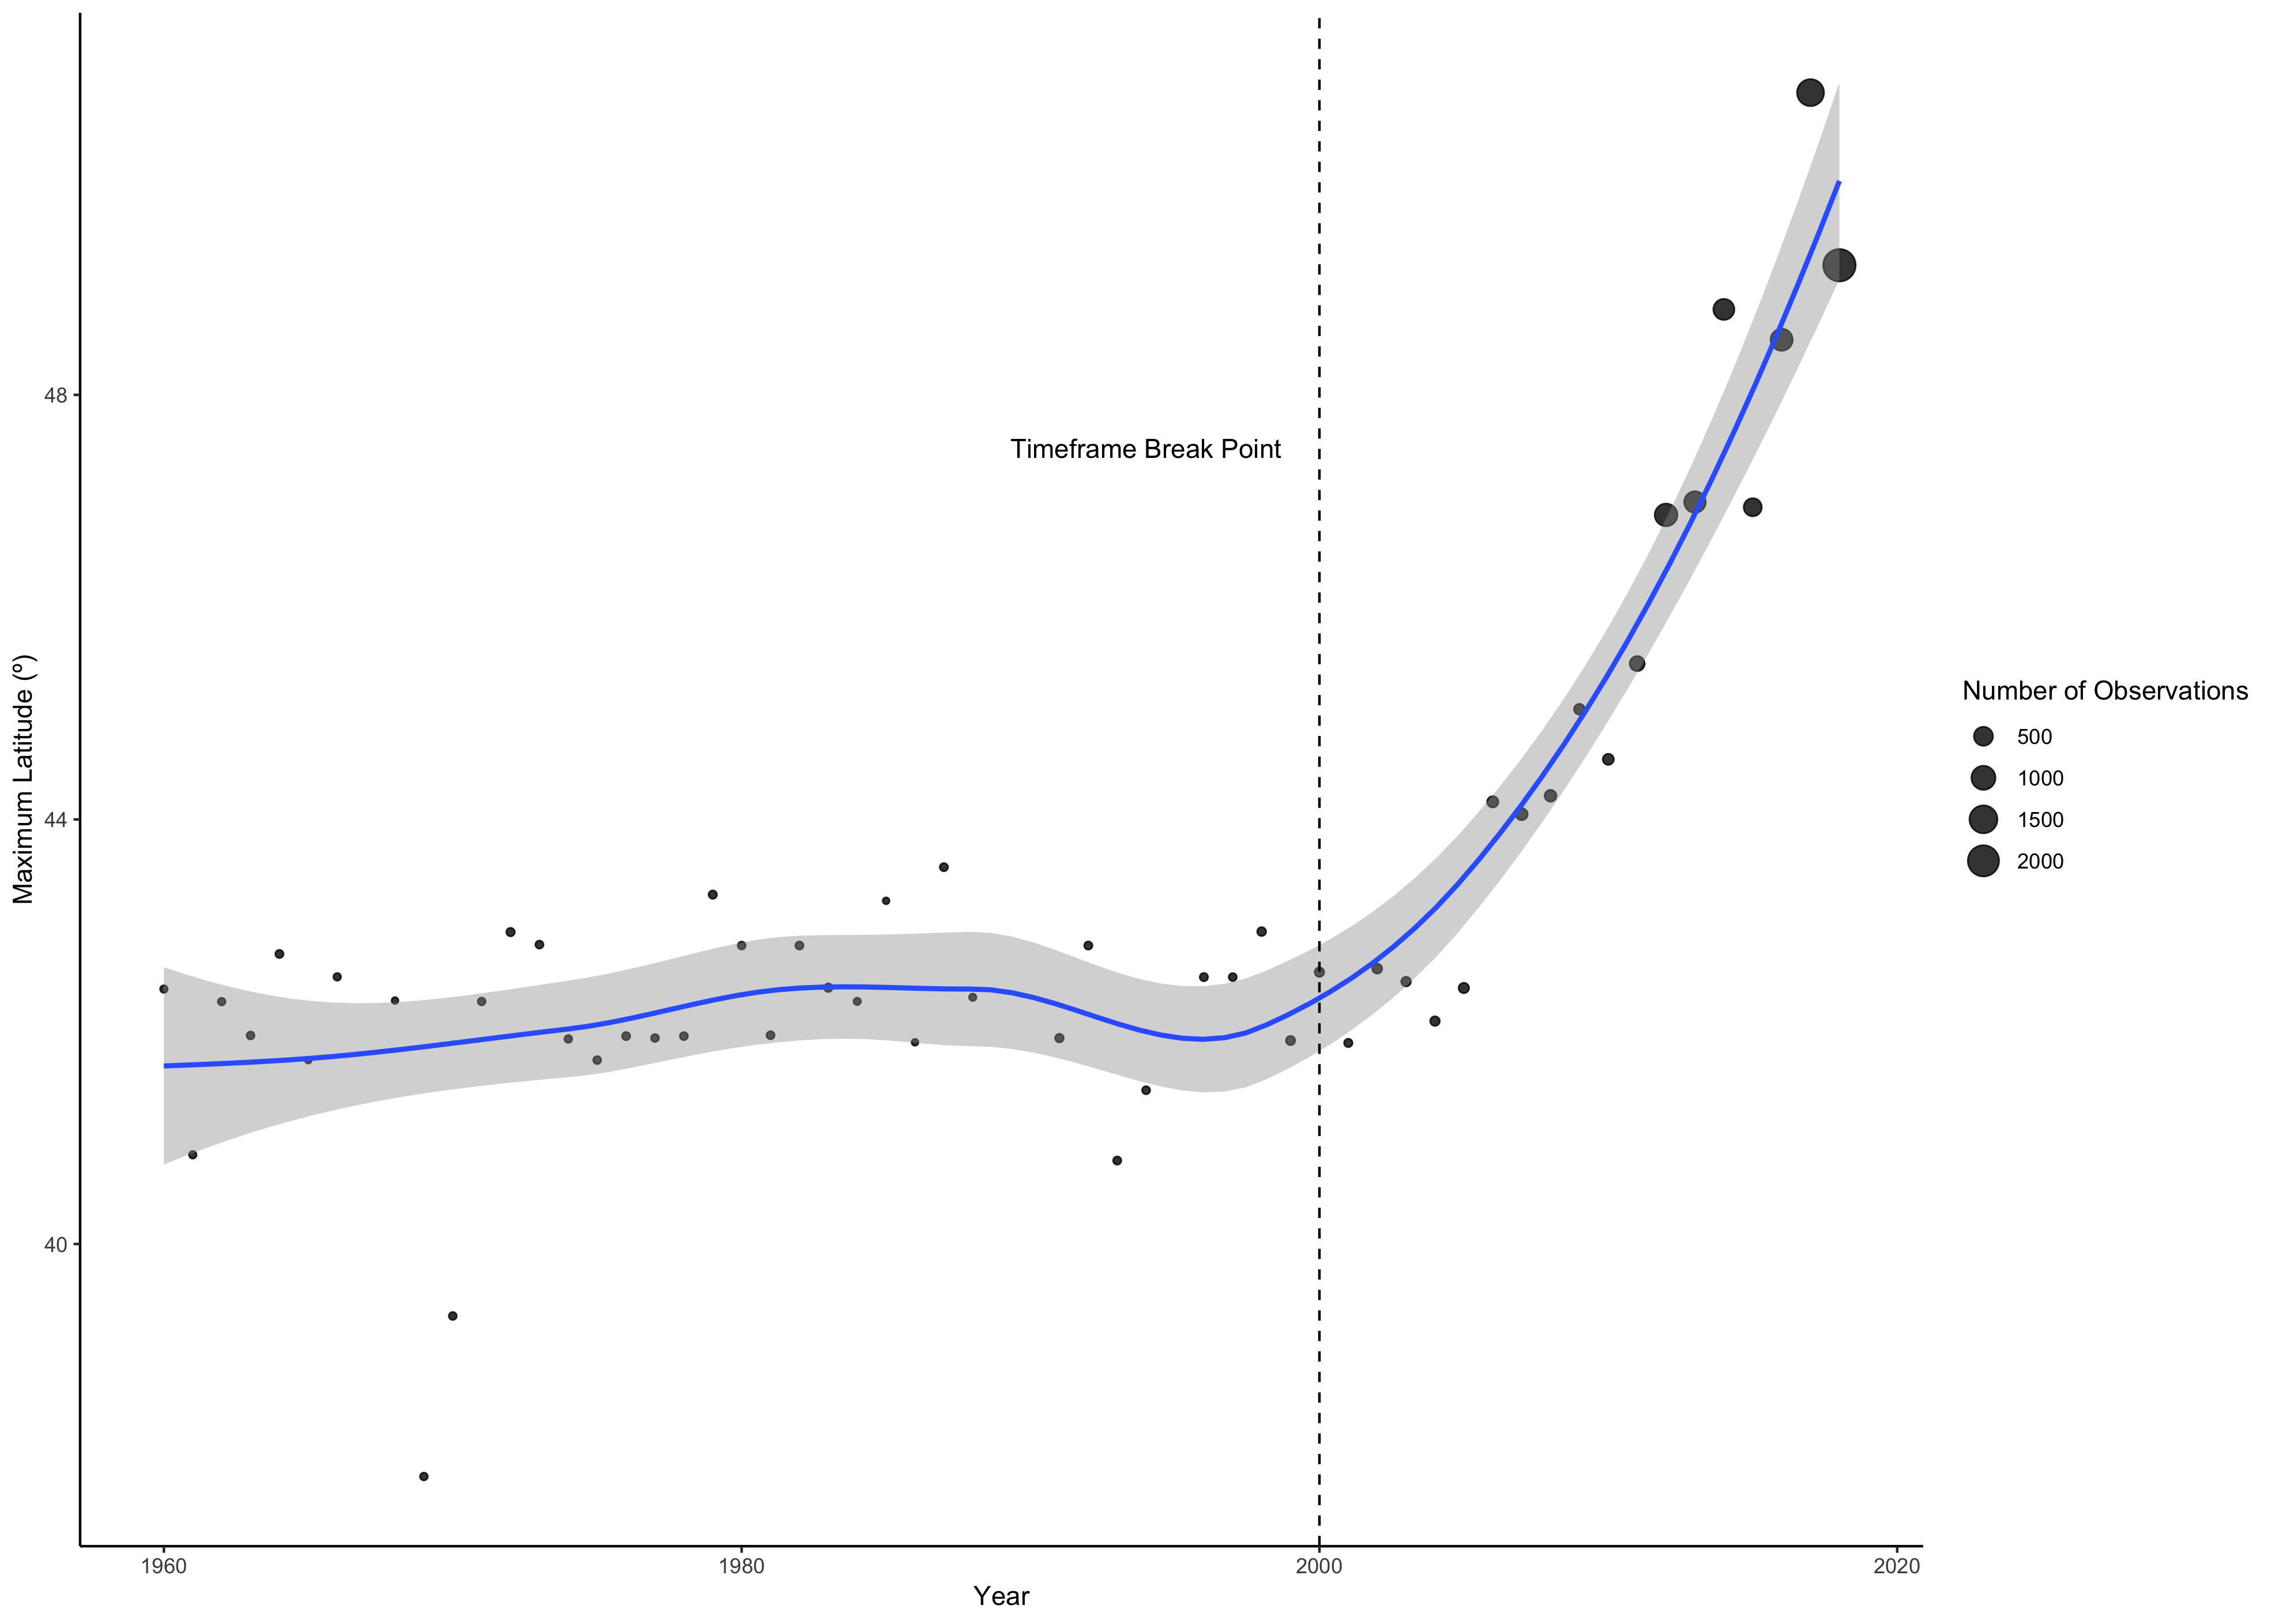 48
44
40
Maximum Latitude (º)
Timeframe Break Point
1960
1980
2000
2020
Year
Number of Observations
500
1000
1500
2000